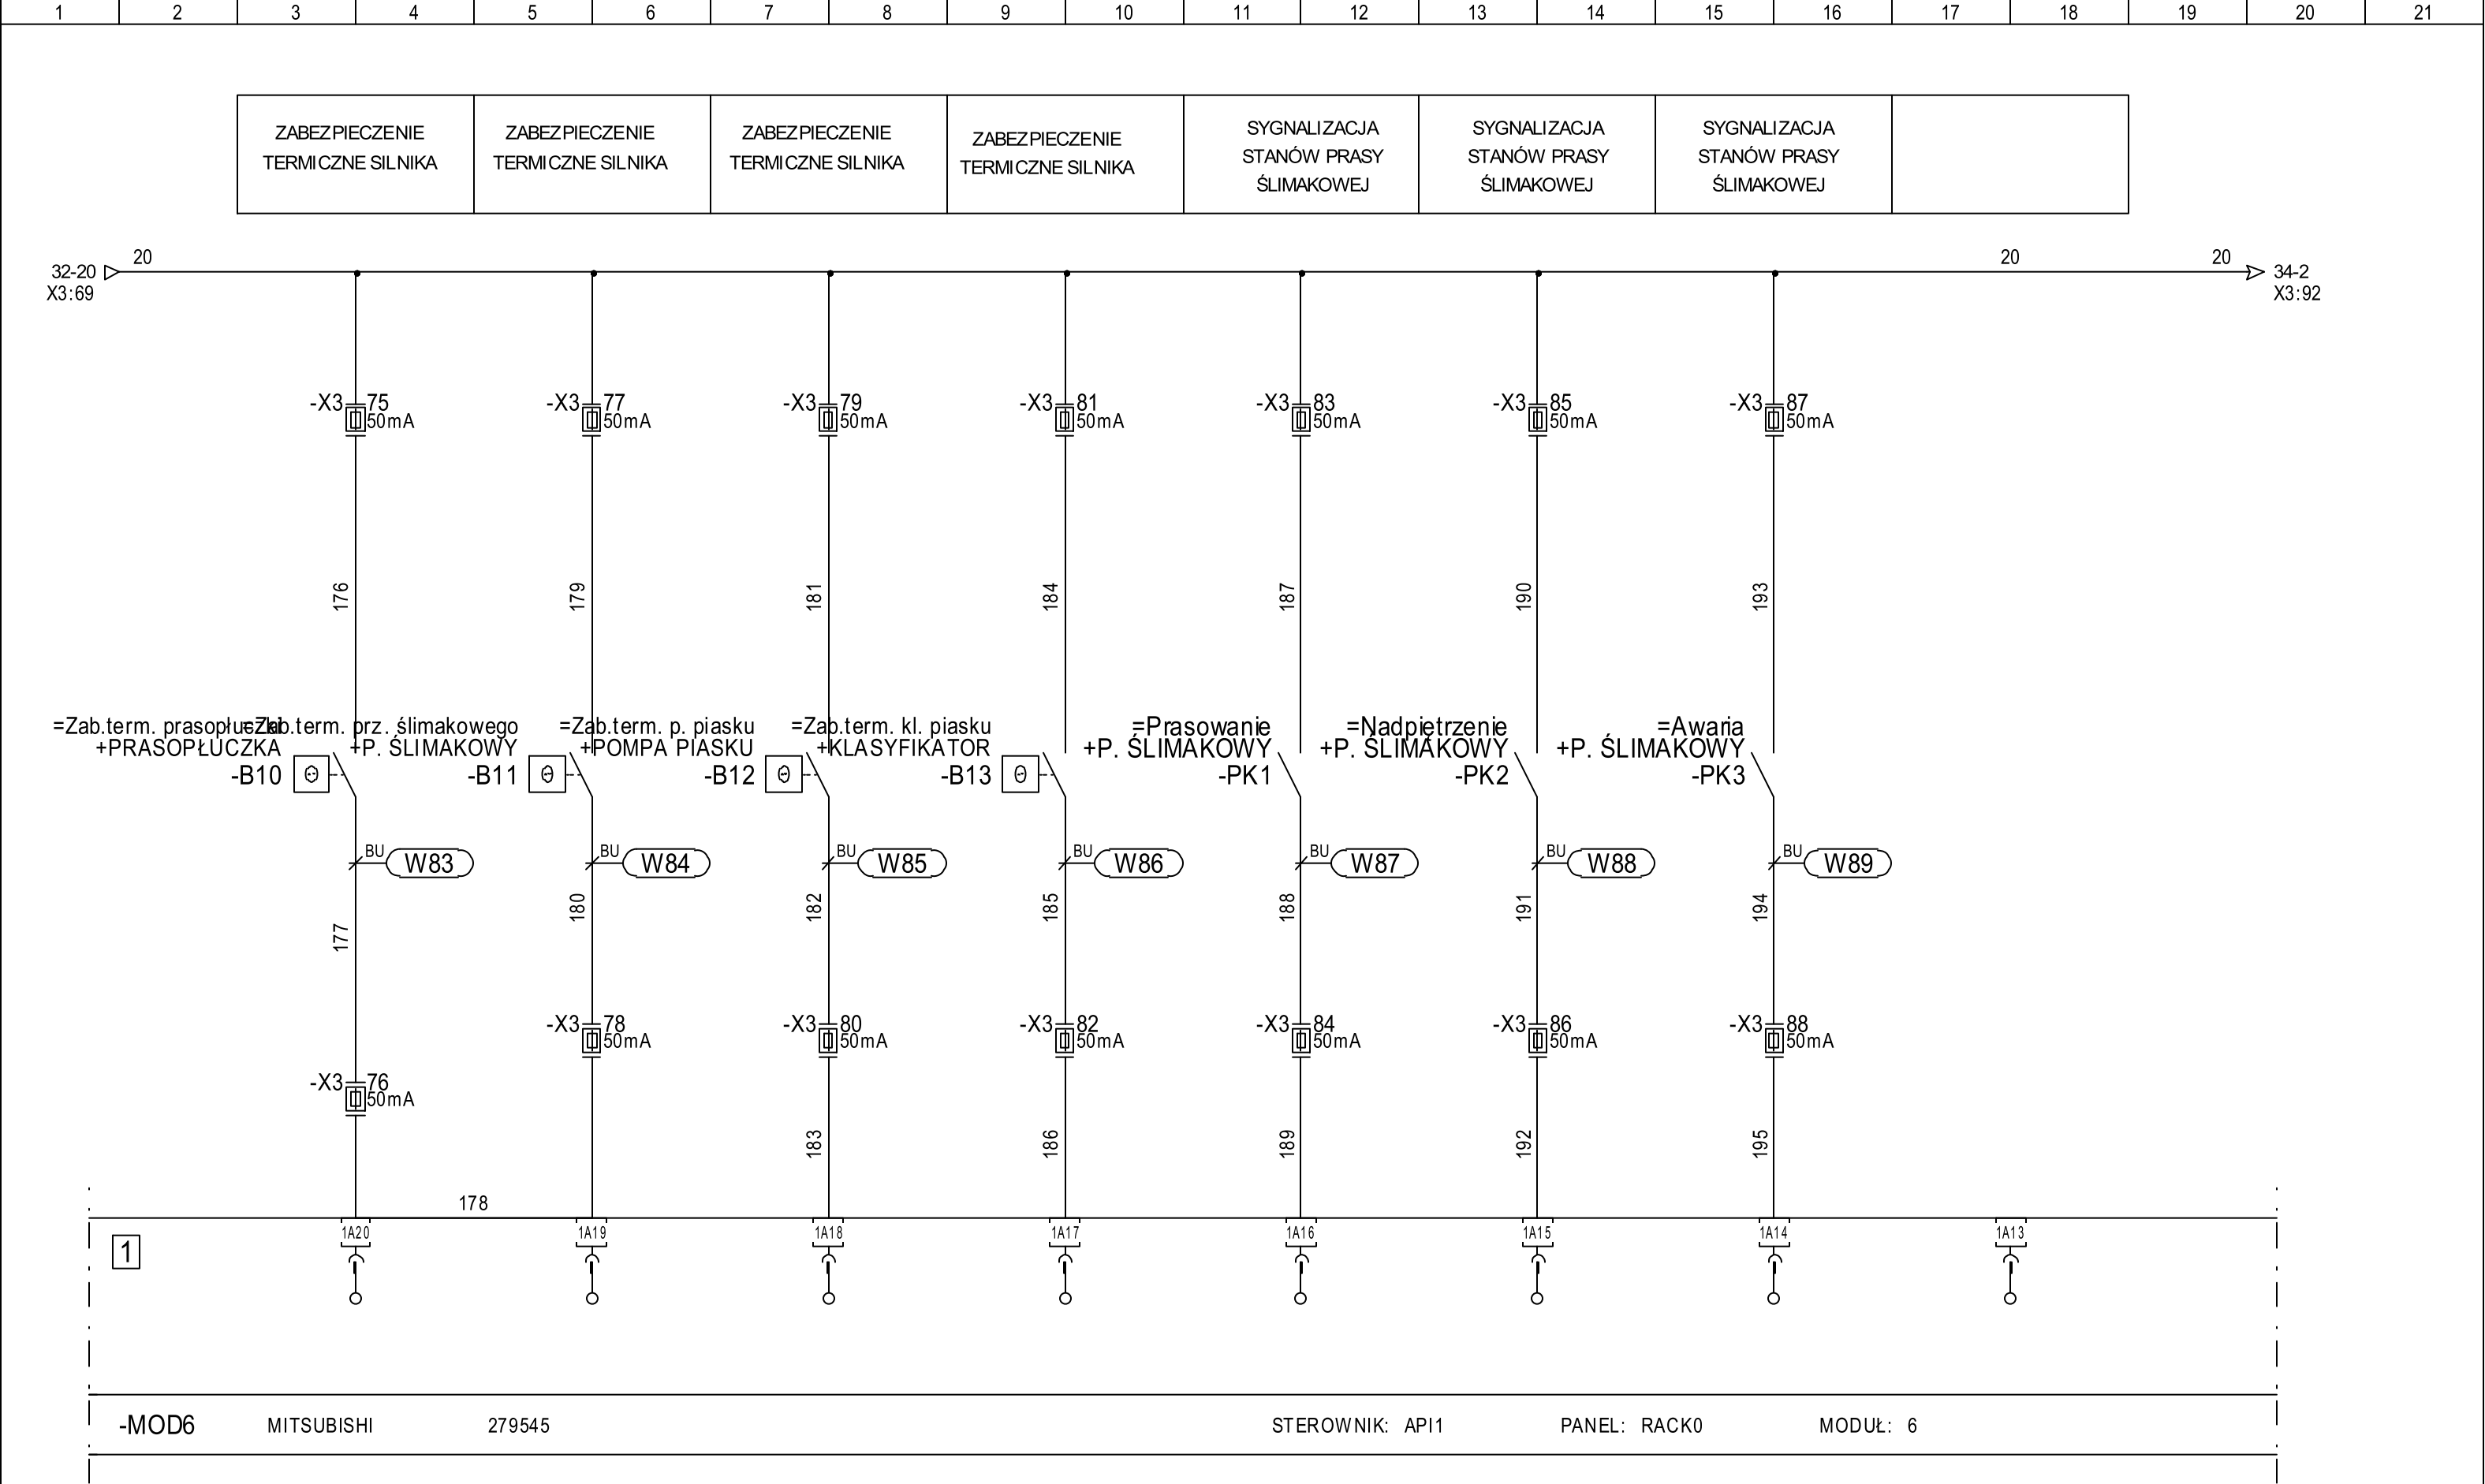 1 2 3 4 5 6 7 8 9 10 11 12 13 14 15 16 17 18 19 20 21
ZABEZPIECZENIE
TERMICZNE SILNIKA
ZABEZPIECZENIE
TERMICZNE SILNIKA
ZABEZPIECZENIE
TERMICZNE SILNIKA
ZABEZPIECZENIE
TERMICZNE SILNIKA
SYGNALIZACJA
STANÓW PRASY
ŚLIMAKOWEJ
SYGNALIZACJA
STANÓW PRASY
ŚLIMAKOWEJ
SYGNALIZACJA
STANÓW PRASY
ŚLIMAKOWEJ
20 20 20
32-20 34-2
X3:69 X3:92
-X3 75 -X3 77 -X3 79 -X3 81 -X3 83 -X3 85 -X3 87
50mA 50mA 50mA 50mA 50mA 50mA 50mA
176 179 181 184 187 190 193
=Zab.term. prasopłuczki =Zab.term. prz. ślimakowego =Zab.term. p. piasku =Zab.term. kl. piasku =Prasowanie =Nadpiętrzenie =Awaria
+PRASOPŁUCZKA +P. ŚLIMAKOWY +POMPA PIASKU +KLASYFIKATOR +P. ŚLIMAKOWY +P. ŚLIMAKOWY +P. ŚLIMAKOWY
-B10 -B11 -B12 -B13 -PK1 -PK2 -PK3
BU W83 BU W84 BU W85 BU W86 BU W87 BU W88 BU W89
177 180 182 185 188 191 194
-X3 78 -X3 80 -X3 82 -X3 84 -X3 86 -X3 88
50mA 50mA 50mA 50mA 50mA 50mA
-X3 76
50mA
183 186 189 192 195
178
1A20 1A19 1A18 1A17 1A16 1A15 1A14 1A13
1
-MOD6 MITSUBISHI 279545 STEROWNIK: API1 PANEL: RACK0 MODUŁ: 6